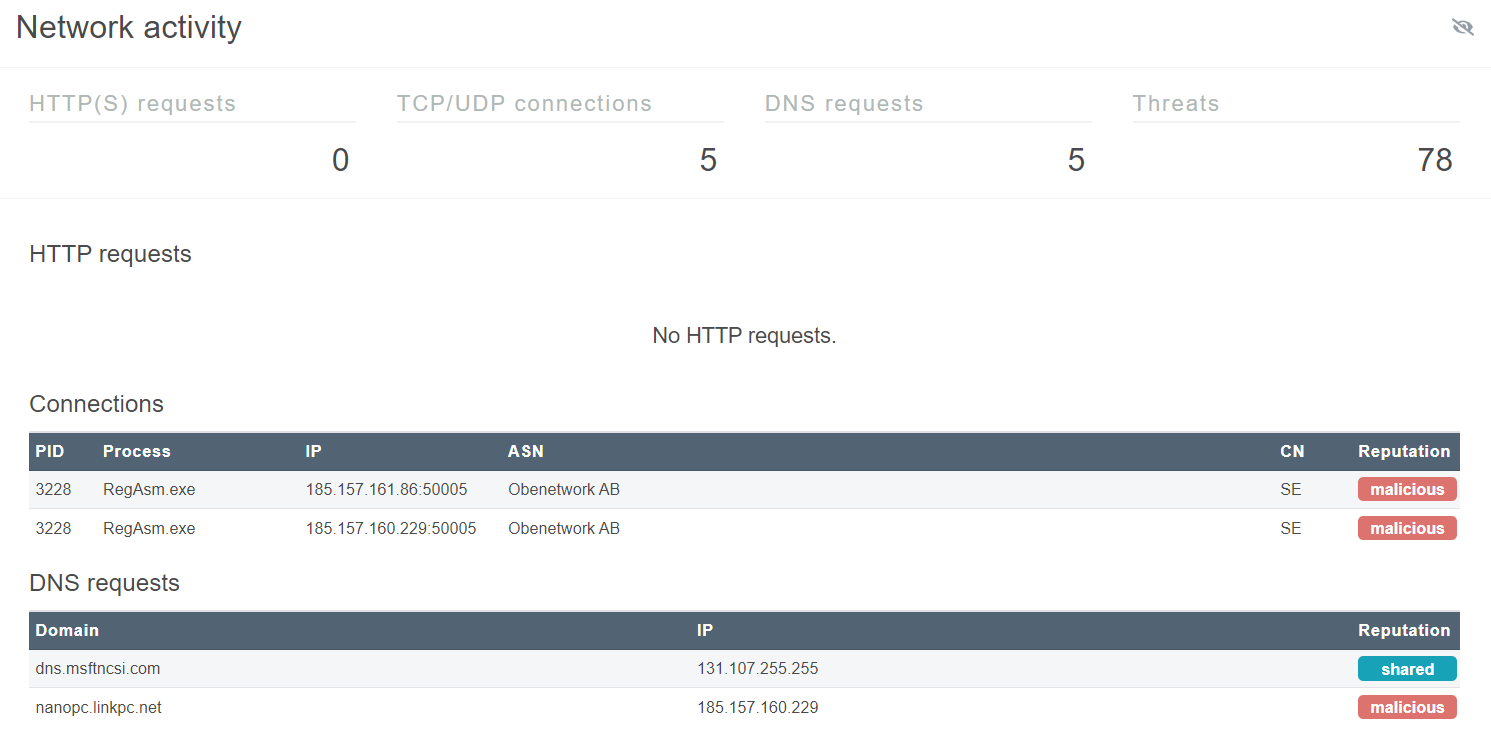 Network activity
HTTP(S) requests TCP/UDP connections DNS requests Threats
0 5 5 78
HTTP requests
No HTTP requests.
Connections
PID Process IP ASN CN Reputation
3228 RegAsm.exe 185.157.161.86:50005 Obenetwork AB SE malicious
3228 RegAsm.exe 185.157.160.229:50005 Obenetwork AB SE malicious
DNS requests
Domain IP Reputation
dns.msftncsi.com 131.107.255.255 shared
nanopc.linkpc.net 185.157.160.229 malicious